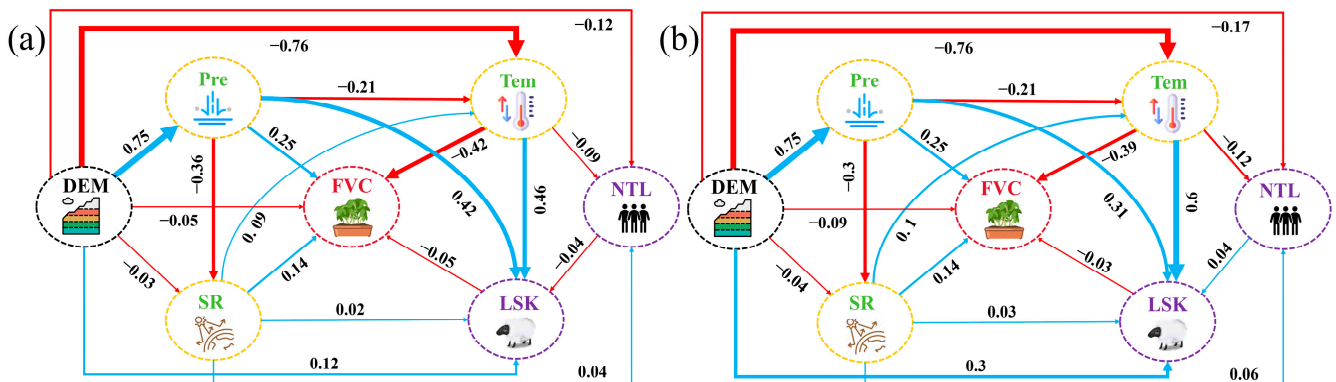 (a)
−0.12
−0.76
Pre
Tem
−0.21
0.75
0.25
−0.42
−0.09
−0.36
DEM
FVC
NTL
−0.05
0.09
0.42
0.46
−0.03
0.14
−0.05
−0.04
SR
LSK
0.02
0.12
0.04
(b)
−0.17
−0.76
Pre
Tem
−0.21
0.75
0.25
−0.39
−0.12
−0.3
DEM
FVC
NTL
−0.09
0.1
0.31
0.6
−0.04
0.14
−0.03
0.04
SR
LSK
0.03
0.3
0.06